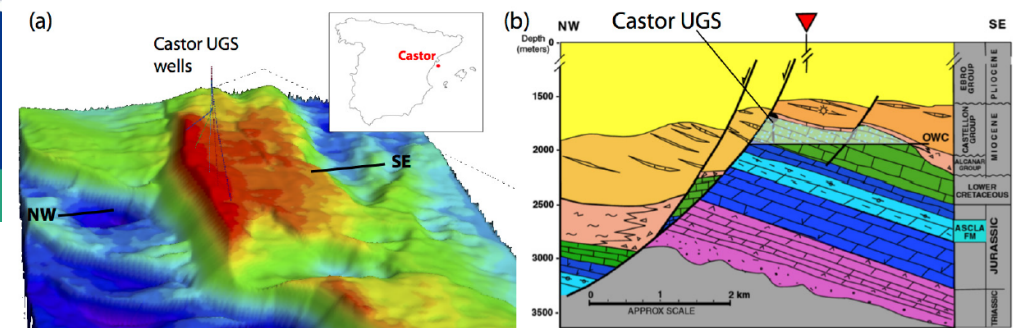 (a)
Castor UGS
wells
Castor
SE
NW
(b)
NW
Castor UGS
SE
Depth
(meters)
0
1500
2000
2500
3000
3500
OWC
0 1 2 km
APPROX SCALE
EBRO
GROUP
PLIOCENE
CASTELLON
GROUP
MIOCENE
ALCANAR
GROUP
LOWER
CRETACEOUS
ASCLA
FM
JURASSIC
TRIASSIC